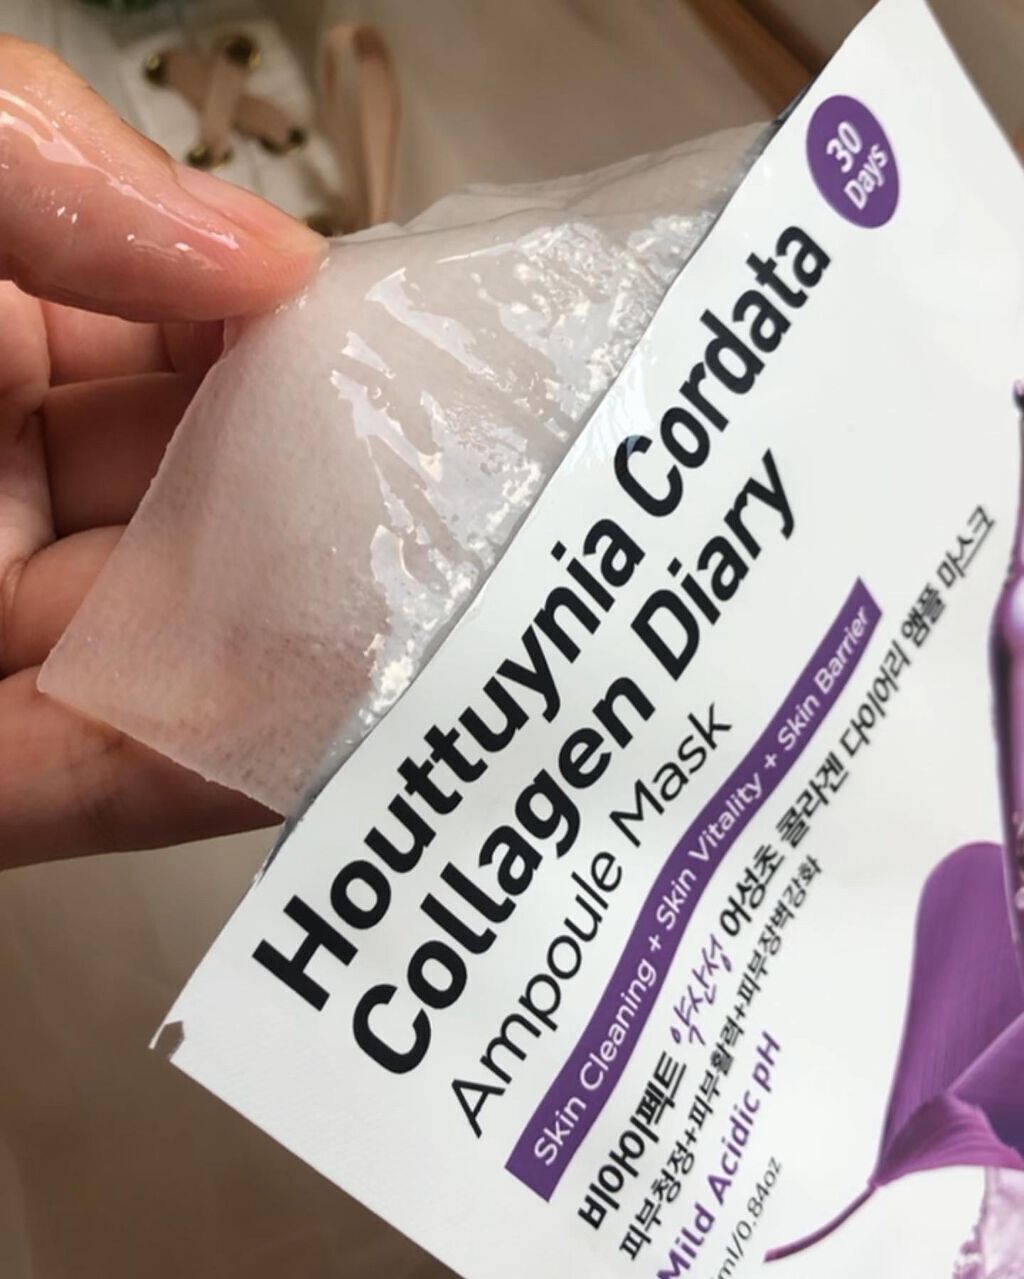 30
Days
Houttuynia Cordata
Collagen Diary
Ampoule Mask
Skin Cleaning + Skin Vitality + Skin Barrier
비아이펙트 약산성 어성초 콜라겐 다이어리 앰플 마스크
피부청정+피부활력+피부장벽강화
Mild Acidic pH
ml/0.84oz